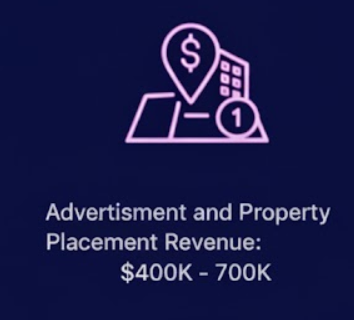 $
1
Advertisment and Property
Placement Revenue:
$400K - 700K